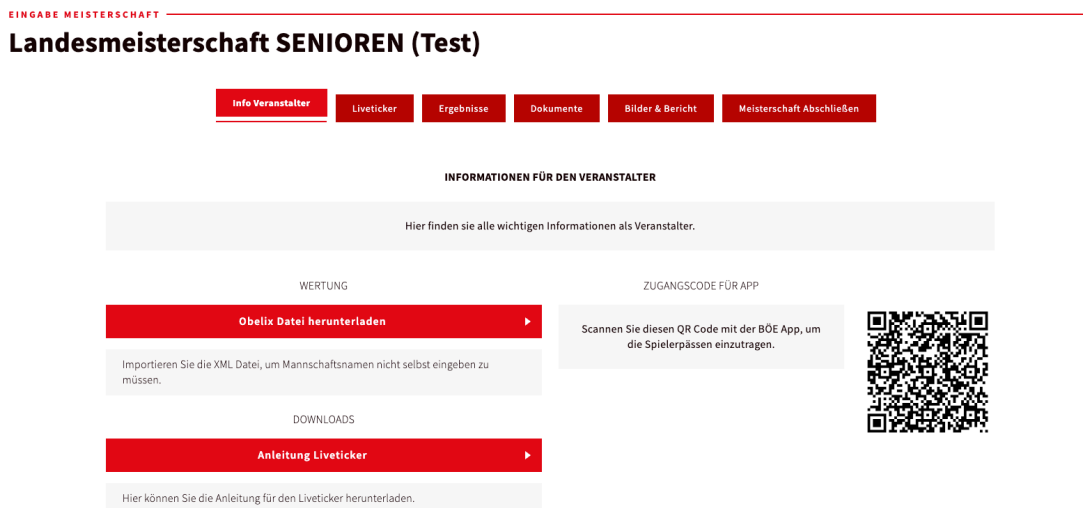 EINGABE MEISTERSCHAFT
Landesmeisterschaft SENIOREN (Test)
Info Veranstalter
Liveticker
Ergebnisse
Dokumente
Bilder & Bericht
Meisterschaft Abschließen
INFORMATIONEN FÜR DEN VERANSTALTER
Hier finden sie alle wichtigen Informationen als Veranstalter.
WERTUNG
Obelix Datei herunterladen
Importieren Sie die XML Datei, um Mannschaftsnamen nicht selbst eingeben zu
müssen.
DOWNLOADS
Anleitung Liveticker
Hier können Sie die Anleitung für den Liveticker herunterladen.
ZUGANGSCODE FÜR APP
Scannen Sie diesen QR Code mit der BÖE App, um
die Spielerpässen einzutragen.